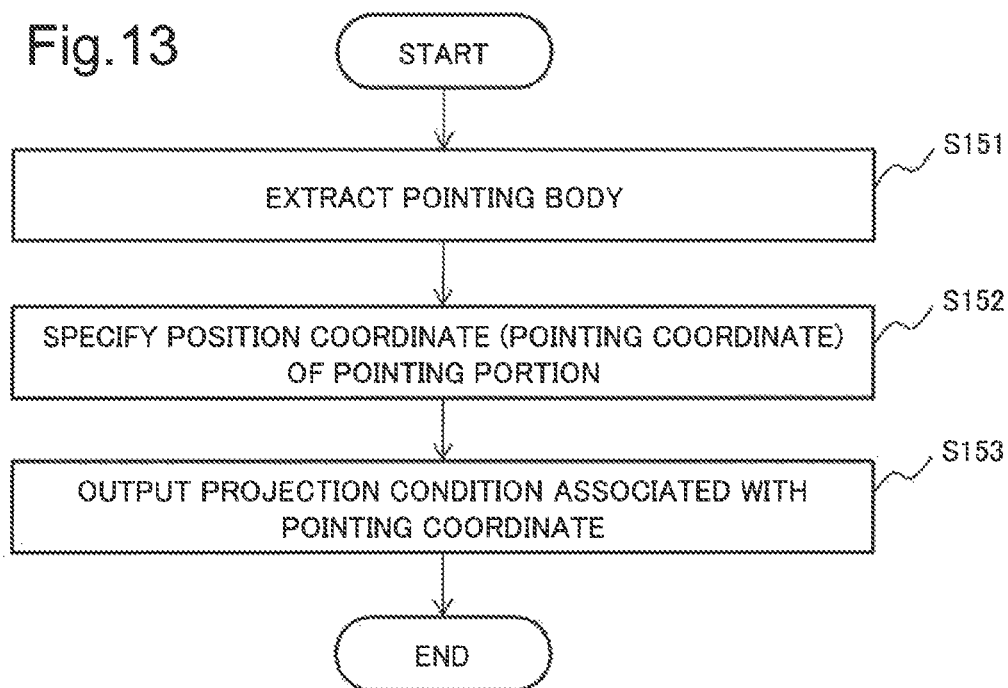 Fig.13
START
S151
EXTRACT POINTING BODY
S152
SPECIFY POSITION COORDINATE (POINTING COORDINATE)
OF POINTING PORTION
S153
OUTPUT PROJECTION CONDITION ASSOCIATED WITH
POINTING COORDINATE
END